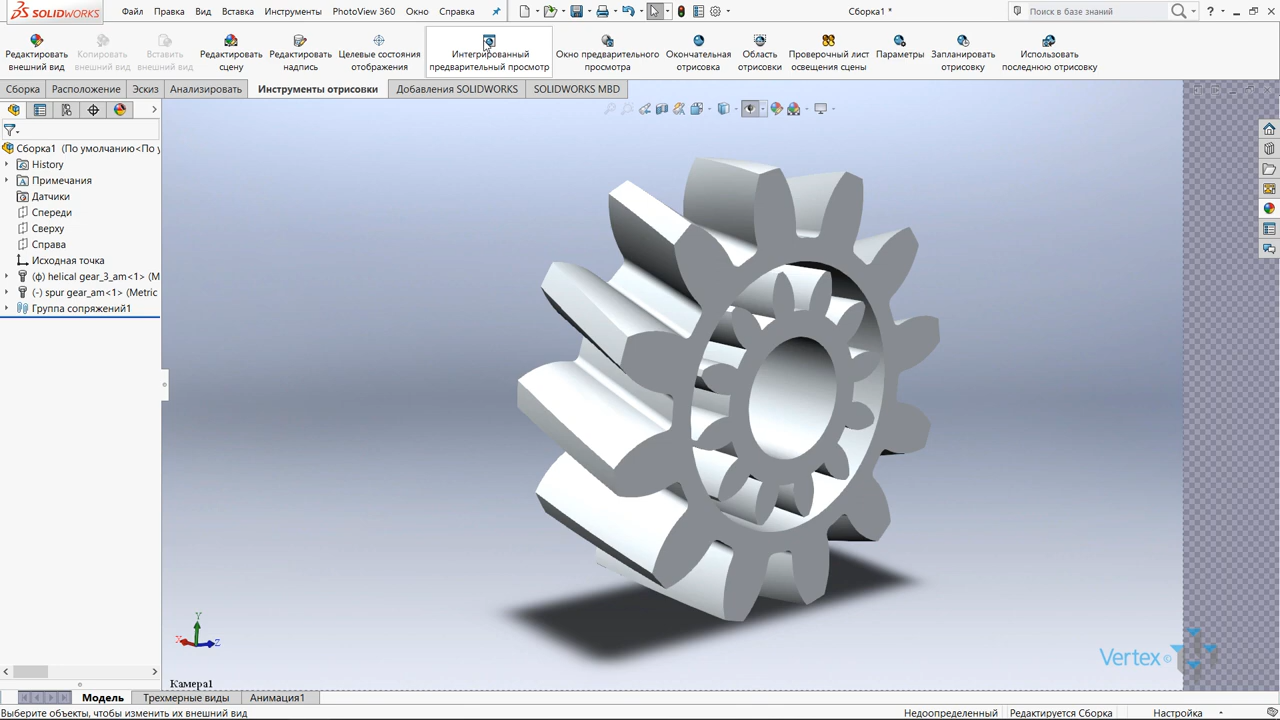 SOLIDWORKS Файл Правка Вид Вставка Инструменты PhotoView 360 Окно Справка Сборка1 * Поиск в базе знаний ?
Редактировать внешний вид
Копировать внешний вид
Вставить внешний вид
Редактировать сцену
Редактировать надпись
Целевые состояния отображения
Интегрированный предварительный просмотр
Окно предварительного просмотра
Окончательная отрисовка
Область отрисовки
Проверочный лист освещения сцены
Параметры
Запланировать отрисовку
Использовать последнюю отрисовку
Сборка Расположение Эскиз Анализировать Инструменты отрисовки Добавления SOLIDWORKS SOLIDWORKS MBD
Сборка1 (По умолчанию<По у
History
Примечания
Датчики
Спереди
Сверху
Справа
Исходная точка
(ф) helical gear_3_am<1> (M
(-) spur gear_am<1> (Metric
Группа сопряжений1
Y
X
Z
Vertex©
Камера1
Модель Трехмерные виды Анимация1
Выберите объекты, чтобы изменить их внешний вид Недоопределенный Редактируется Сборка Настройка